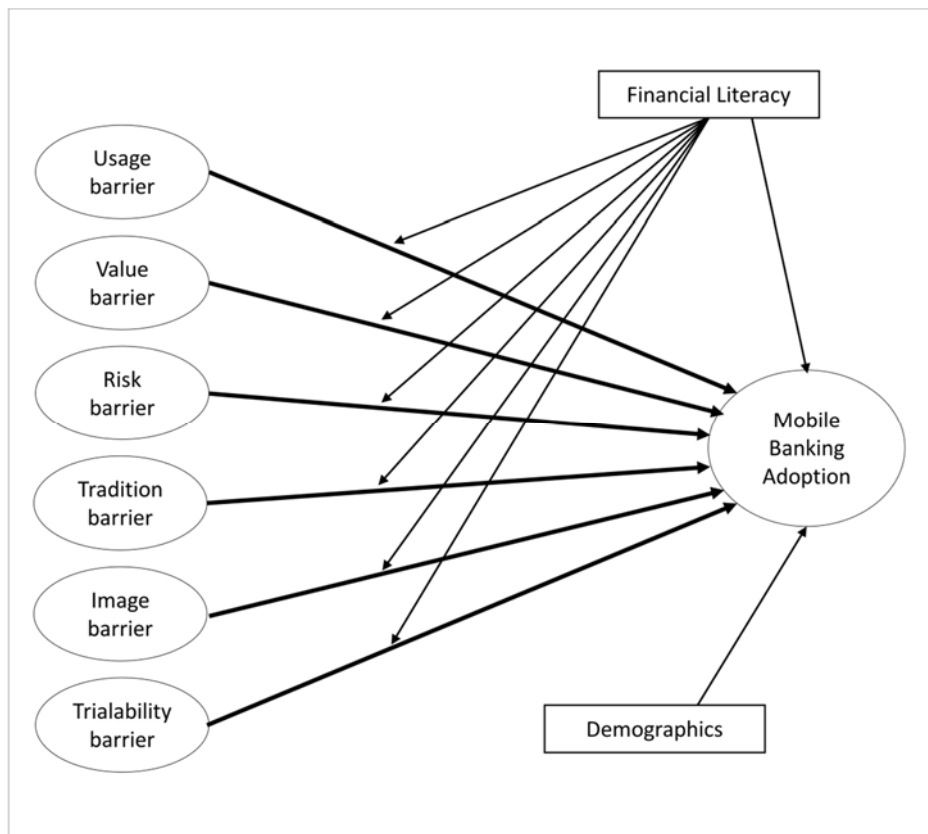 Financial Literacy
Usage
barrier
Value
barrier
Risk
barrier
Tradition
barrier
Image
barrier
Trialability
barrier
Mobile
Banking
Adoption
Demographics